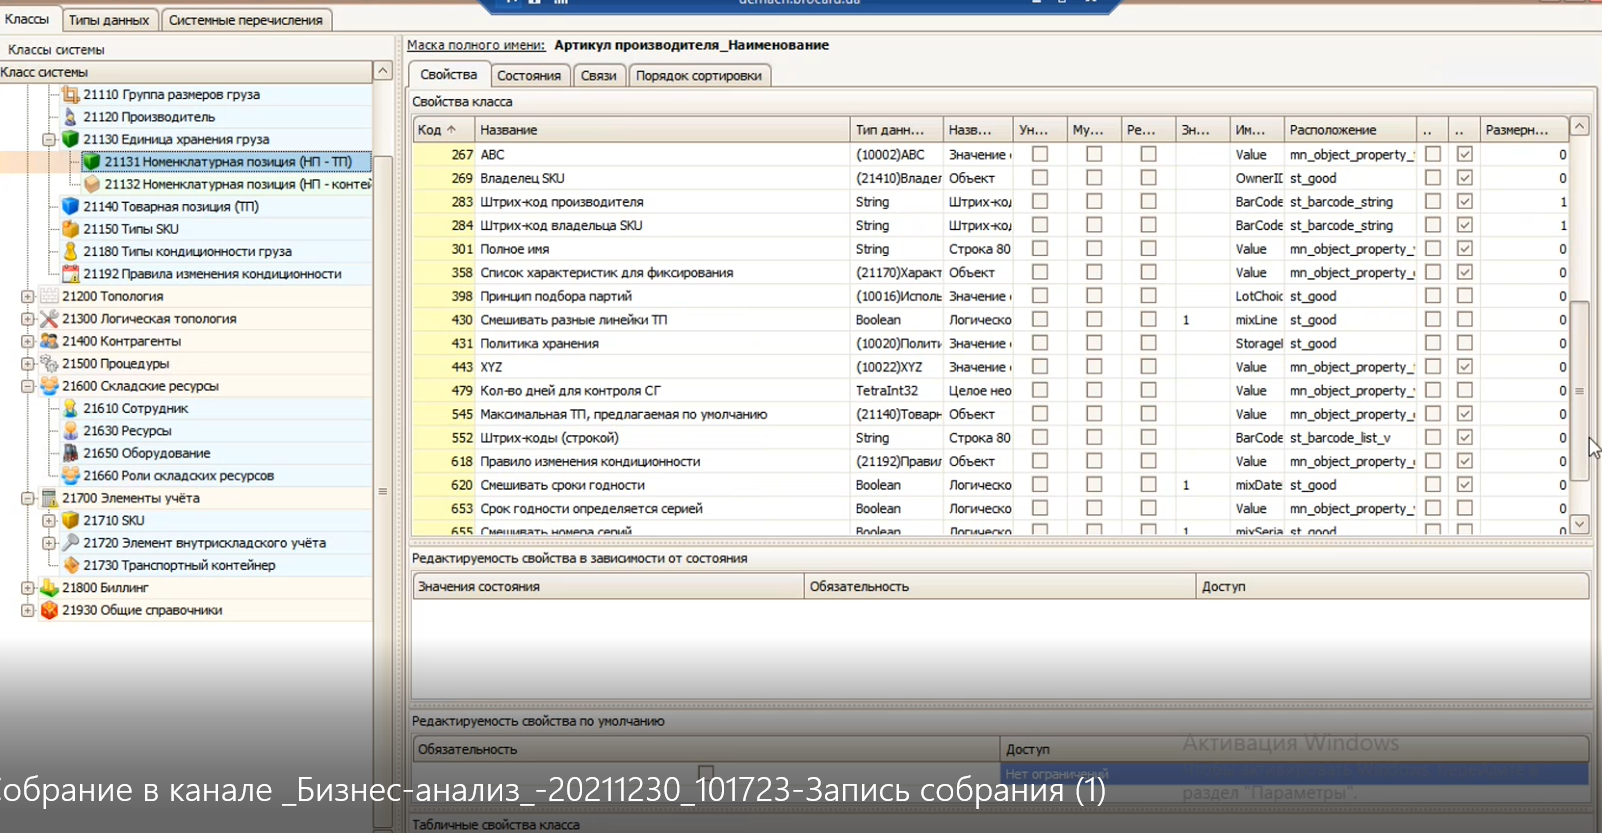 Классы Типы данных Системные перечисления
Классы системы
Класс системы
21110 Группа размеров груза
21120 Производитель
21130 Единица хранения груза
21131 Номенклатурная позиция (НП - ТП)
21132 Номенклатурная позиция (НП - контей
21140 Товарная позиция (ТП)
21150 Типы SKU
21180 Типы кондиционности груза
21192 Правила изменения кондиционности
21200 Топология
21300 Логическая топология
21400 Контрагенты
21500 Процедуры
21600 Складские ресурсы
21610 Сотрудник
21630 Ресурсы
21650 Оборудование
21660 Роли складских ресурсов
21700 Элементы учёта
21710 SKU
21720 Элемент внутрискладского учёта
21730 Транспортный контейнер
21800 Биллинг
21930 Общие справочники
Маска полного имени: Артикул производителя_Наименование
Свойства Состояния Связи Порядок сортировки
Свойства класса
Код Название Тип данн... Назв... Ун... Му... Ре... Зн... Им... Расположение .. .. Размерн...
267 ABC (10002)ABC Значение Value mn_object_property_ 0
269 Владелец SKU (21410)Владел Объект OwnerID st_good 0
283 Штрих-код производителя String Штрих-ко BarCode st_barcode_string 1
284 Штрих-код владельца SKU String Штрих-ко BarCode st_barcode_string 1
301 Полное имя String Строка 80 Value mn_object_property_ 0
358 Список характеристик для фиксирования (21170)Характ Объект Value mn_object_property_ 0
398 Принцип подбора партий (10016)Исполь Значение LotChoic st_good 0
430 Смешивать разные линейки ТП Boolean Логическо 1 mixLine st_good 0
431 Политика хранения (10020)Полити Значение Storagel st_good 0
443 XYZ (10022)XYZ Значение Value mn_object_property_ 0
479 Кол-во дней для контроля СГ TetraInt32 Целое нео Value mn_object_property_ 0
545 Максимальная ТП, предлагаемая по умолчанию (21140)Товарн Объект Value mn_object_property_ 0
552 Штрих-коды (строкой) String Строка 80 BarCode st_barcode_list_v 0
618 Правило изменения кондиционности (21192)Правил Объект Value mn_object_property_ 0
620 Смешивать сроки годности Boolean Логическо 1 mixDate st_good 0
653 Срок годности определяется серией Boolean Логическо Value mn_object_property_ 0
655 Смешивать номера серий Boolean Логическо 1 mixSeria st_good 0
Редактируемость свойства в зависимости от состояния
Значения состояния Обязательность Доступ
Редактируемость свойства по умолчанию
Обязательность Доступ
Нет ограничений
Активация Windows
раздел "Параметры".
Собрание в канале _Бизнес-анализ_-20211230_101723-Запись собрания (1)
Табличные свойства класса